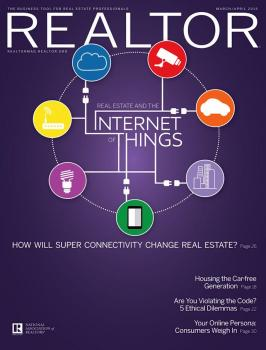 THE BUSINESS TOOL FOR REAL ESTATE PROFESSIONALS
MARCH/APRIL 2015
REALTOR
REALTORMAG.REALTOR.ORG
REAL ESTATE AND THE
INTERNET
OF THINGS
HOW WILL SUPER CONNECTIVITY CHANGE REAL ESTATE? Page 26
Housing the Car-free
Generation Page 18
Are You Violating the Code?
5 Ethical Dilemmas Page 22
Your Online Persona:
Consumers Weigh In Page 30
NATIONAL
ASSOCIATION of
REALTORS®